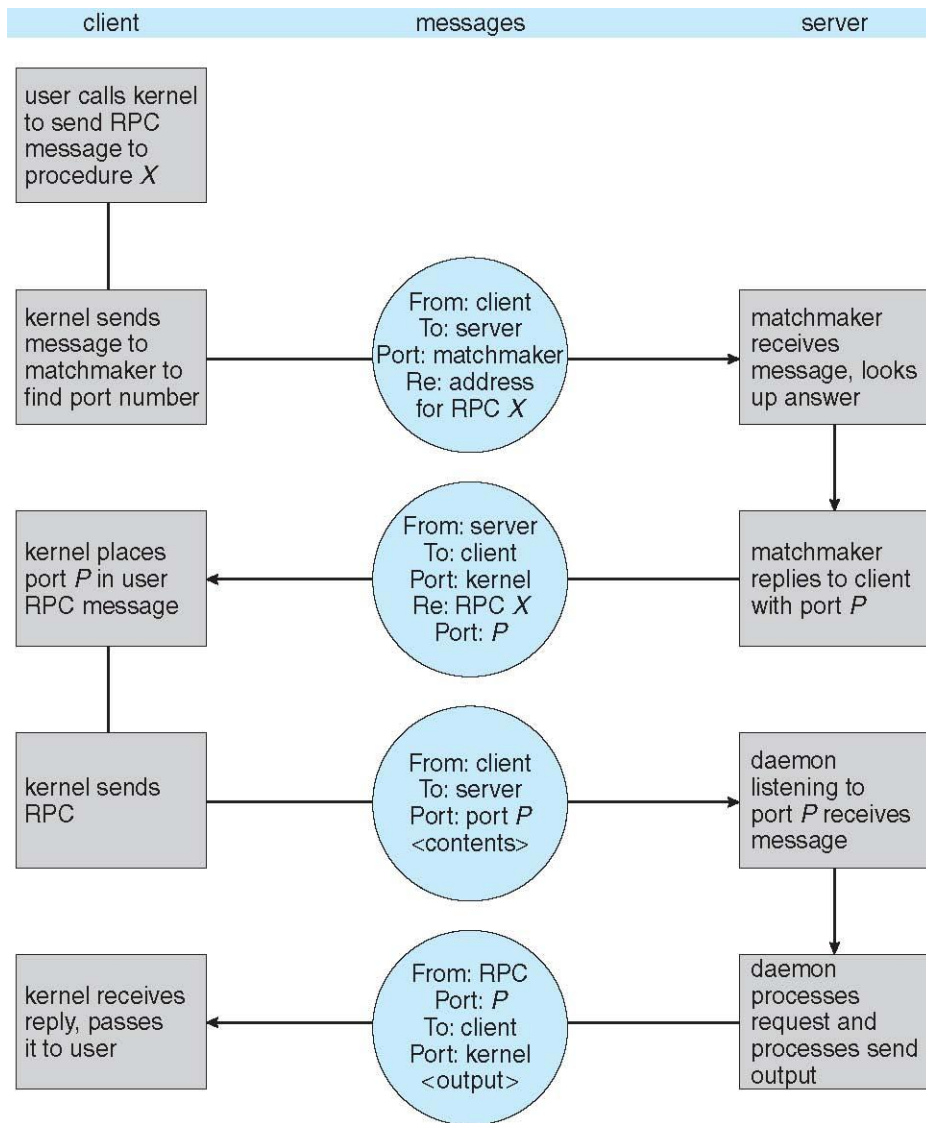 client
messages
server
user calls kernel
to send RPC
message to
procedure X
kernel sends
message to
matchmaker to
find port number
From: client
To: server
Port: matchmaker
Re: address
for RPC X
matchmaker
receives
message, looks
up answer
kernel places
port P in user
RPC message
From: server
To: client
Port: kernel
Re: RPC X
Port: P
matchmaker
replies to client
with port P
kernel sends
RPC
From: client
To: server
Port: port P
<contents>
daemon
listening to
port P receives
message
kernel receives
reply, passes
it to user
From: RPC
Port: P
To: client
Port: kernel
<output>
daemon
processes
request and
processes send
output